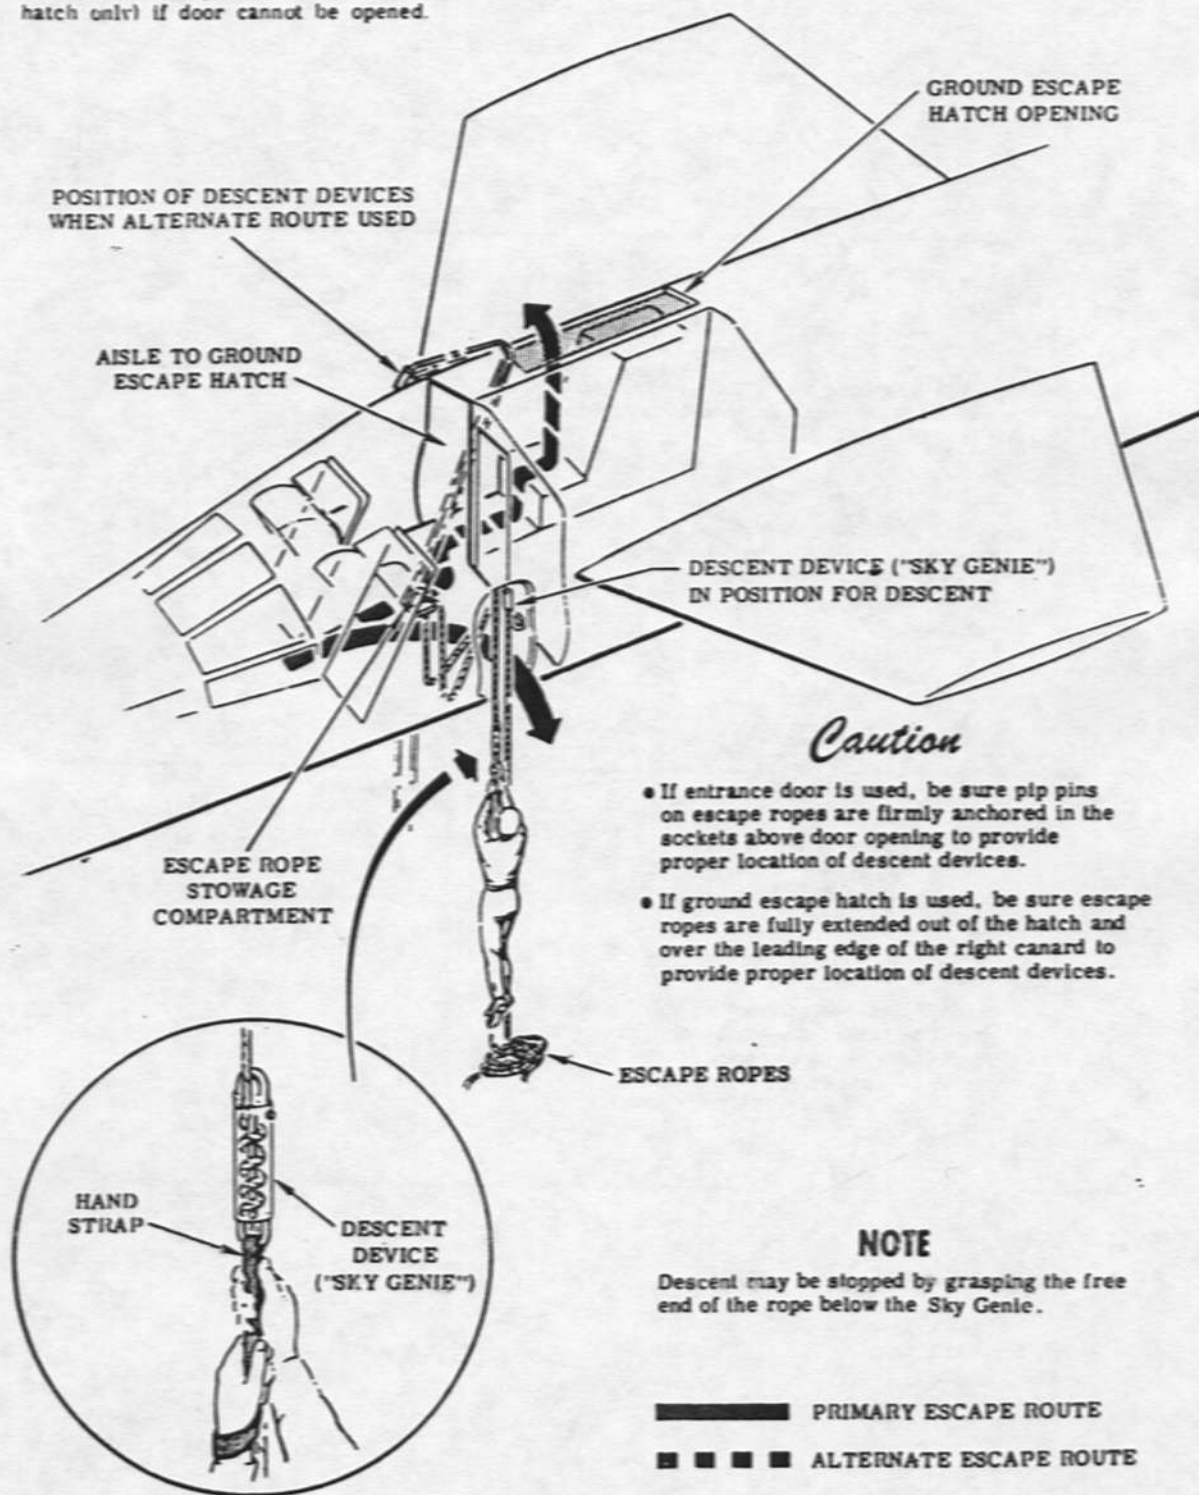 hatch only) if door cannot be opened.
GROUND ESCAPE
HATCH OPENING
POSITION OF DESCENT DEVICES
WHEN ALTERNATE ROUTE USED
AISLE TO GROUND
ESCAPE HATCH
DESCENT DEVICE ("SKY GENIE")
IN POSITION FOR DESCENT
Caution
• If entrance door is used, be sure pip pins
on escape ropes are firmly anchored in the
sockets above door opening to provide
proper location of descent devices.
• If ground escape hatch is used, be sure escape
ropes are fully extended out of the hatch and
over the leading edge of the right canard to
provide proper location of descent devices.
ESCAPE ROPE
STOWAGE
COMPARTMENT
ESCAPE ROPES
HAND
STRAP
DESCENT
DEVICE
("SKY GENIE")
NOTE
Descent may be stopped by grasping the free
end of the rope below the Sky Genie.
PRIMARY ESCAPE ROUTE
ALTERNATE ESCAPE ROUTE